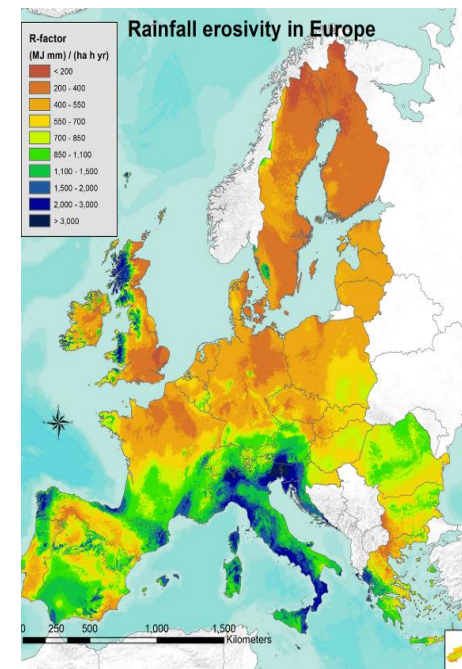 Rainfall erosivity in Europe
R-factor
(MJ mm) / (ha h yr)
< 200
200 - 400
400 - 550
550 - 700
700 - 850
850 - 1,100
1,100 - 1,500
1,500 - 2,000
2,000 - 3,000
> 3,000
0 250 500 1,000 1,500
Kilometers